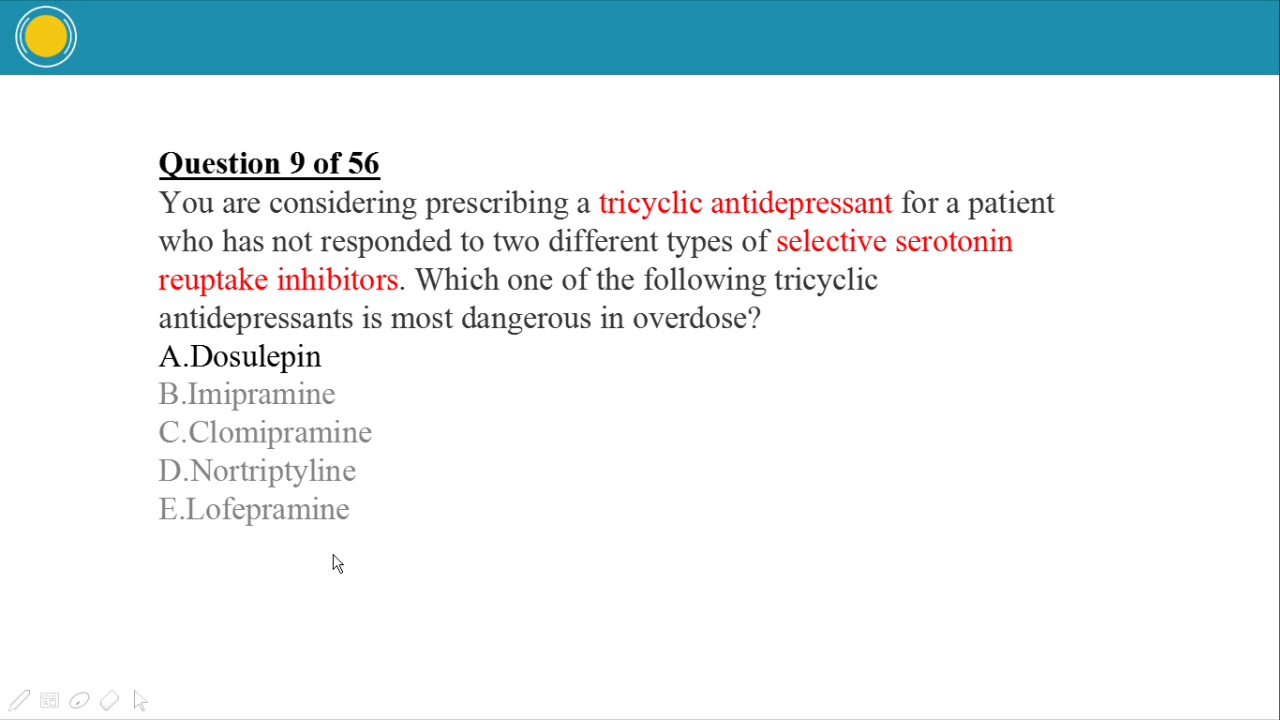 Question 9 of 56
You are considering prescribing a tricyclic antidepressant for a patient
who has not responded to two different types of selective serotonin
reuptake inhibitors. Which one of the following tricyclic
antidepressants is most dangerous in overdose?
A.Dosulepin
B.Imipramine
C.Clomipramine
D.Nortriptyline
E.Lofepramine